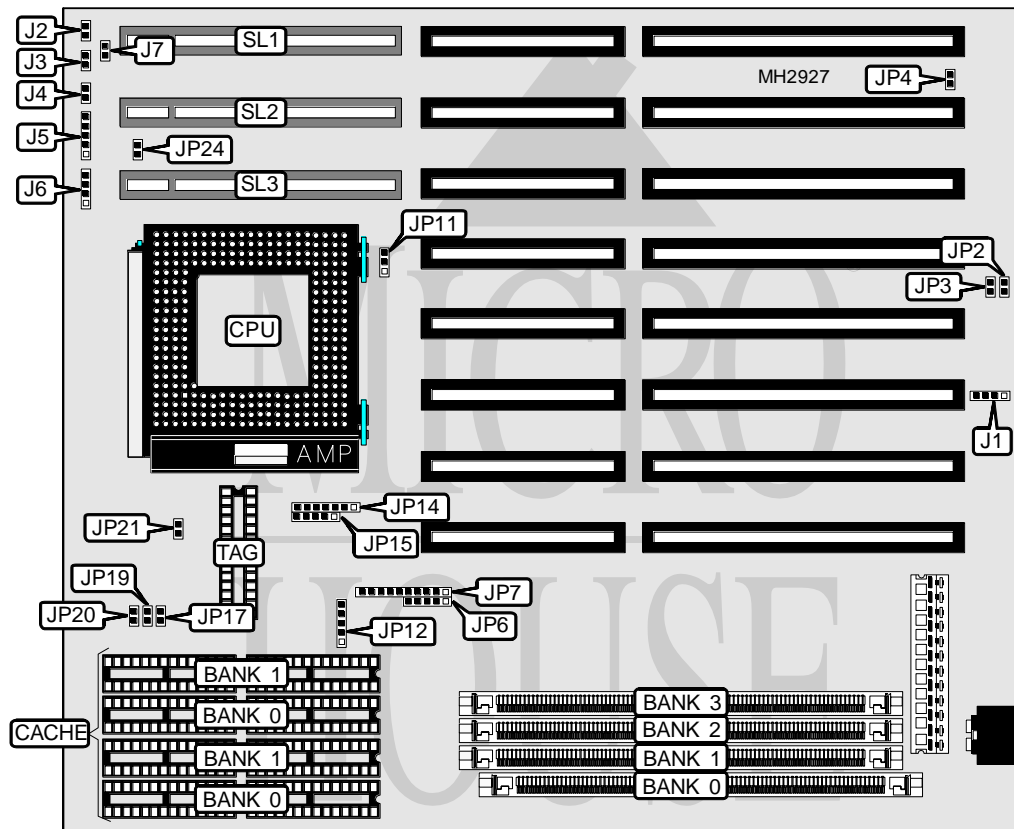 J2
J7
SL1
J3
MH2927
JP4
J4
SL2
J5
JP24
J6
SL3
JP11
JP2
JP3
CPU
MICRO
J1
AMP
JP14
JP21
TAG
JP15
HOUSE
JP19
JP7
JP20
JP17
JP6
JP12
BANK 1
BANK 0
CACHE
BANK 1
BANK 0
BANK 3
BANK 2
BANK 1
BANK 0